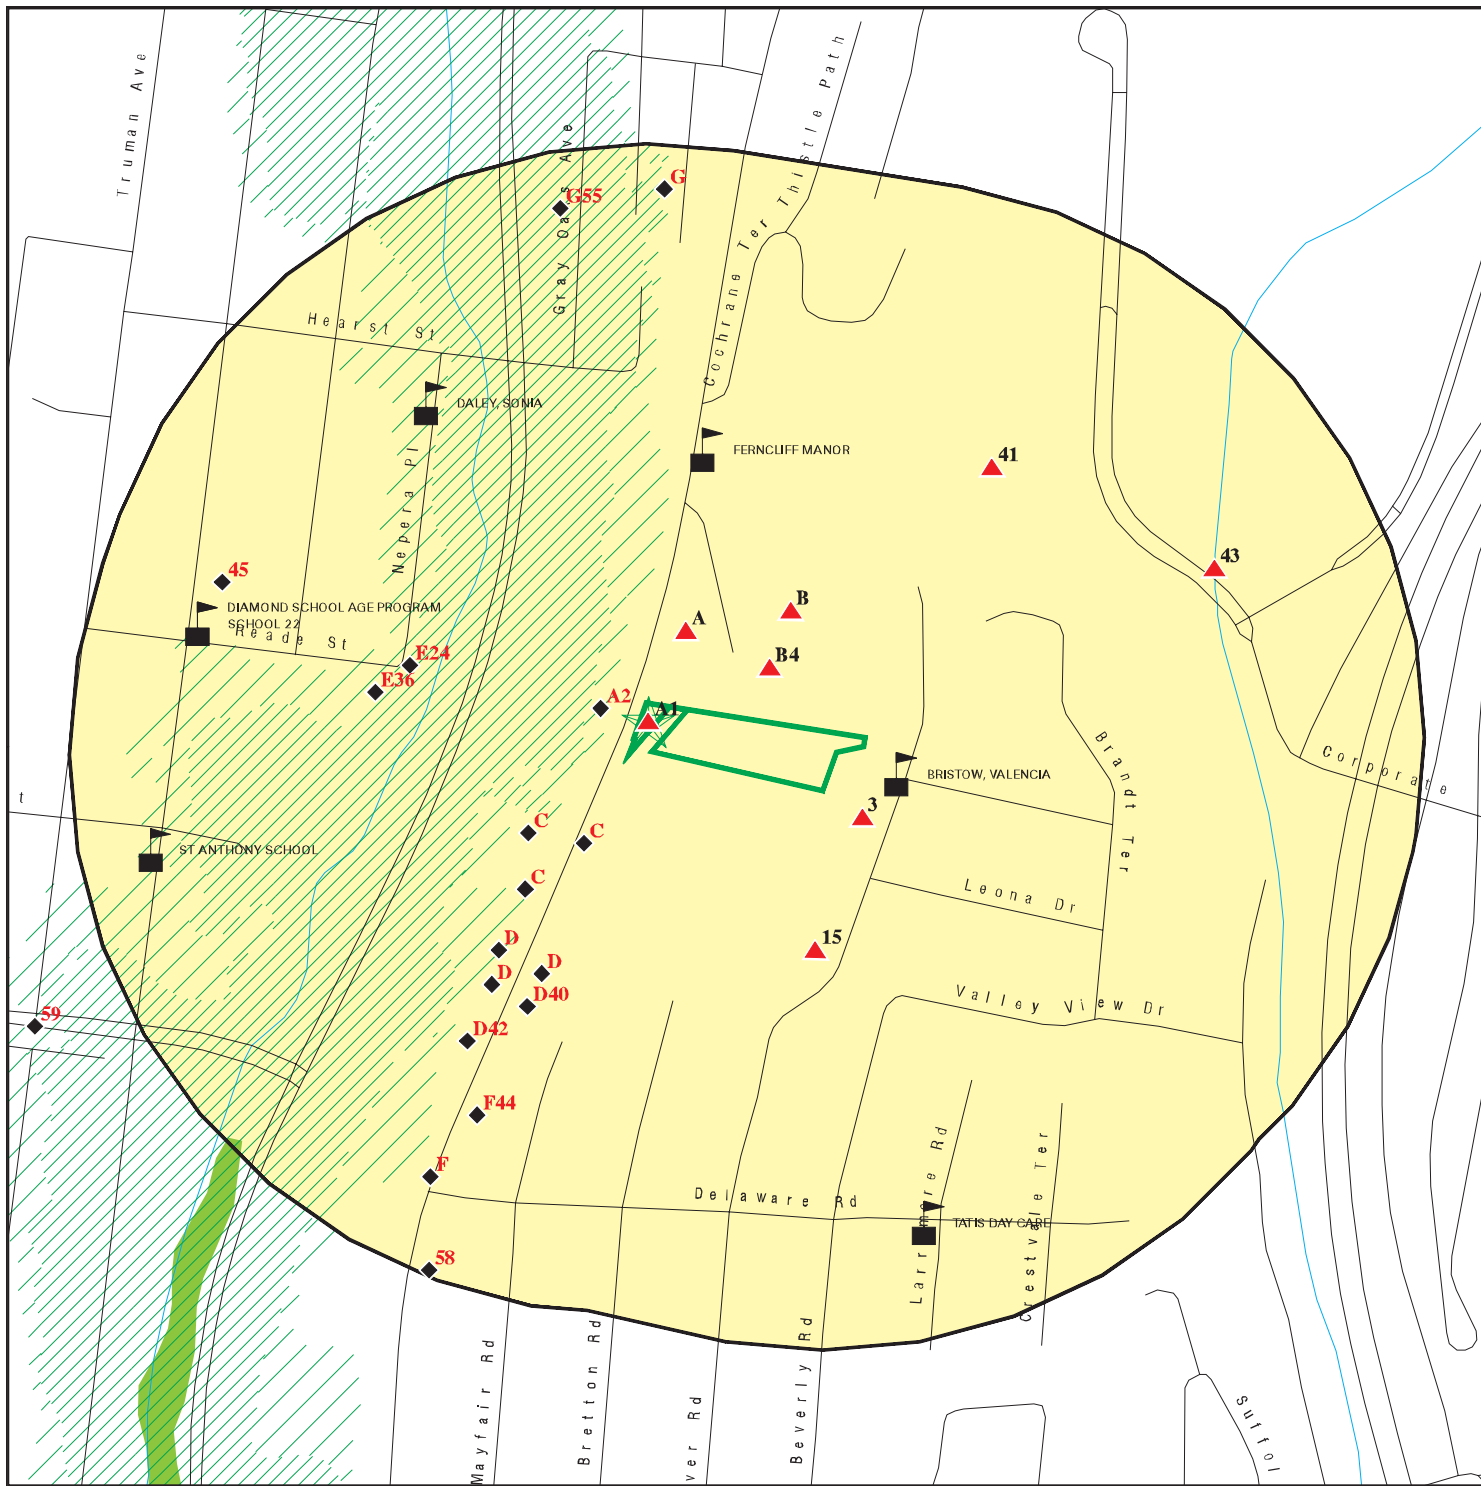 Truman Ave
Gray Oaks Ave
Thistle Path
Cochrane Ter
G
G55
Hearst St
DALEY, SONIA
FERNCLIFF MANOR
41
Nepera Pl
43
45
DIAMOND SCHOOL AGE PROGRAM
SCHOOL 22
Reade St
B
A
E24
B4
E36
A2
A1
Brandt Ter
Corporate
BRISTOW, VALENCIA
t
3
C
C
ST ANTHONY SCHOOL
C
Leona Dr
D
15
D
D
D40
Valley View Dr
59
D42
F44
F
Delaware Rd
Larkmere Rd
Crestvale Ter
TATIS DAY CARE
58
Mayfair Rd
Bretton Rd
ver Rd
Beverly Rd
Suffol